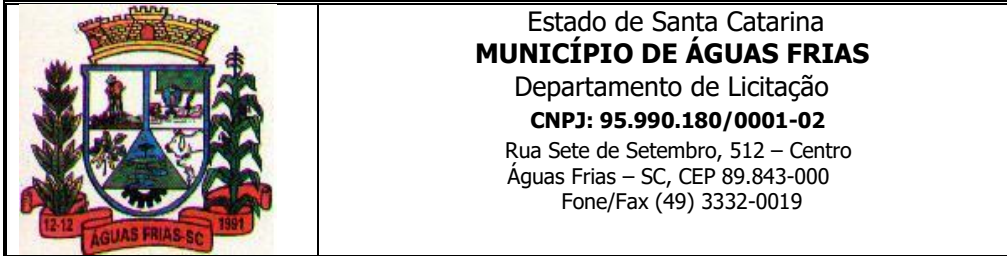 12-12
ÁGUAS FRIAS-SC
1991
Estado de Santa Catarina
MUNICÍPIO DE ÁGUAS FRIAS
Departamento de Licitação
CNPJ: 95.990.180/0001-02
Rua Sete de Setembro, 512 – Centro
Águas Frias – SC, CEP 89.843-000
Fone/Fax (49) 3332-0019